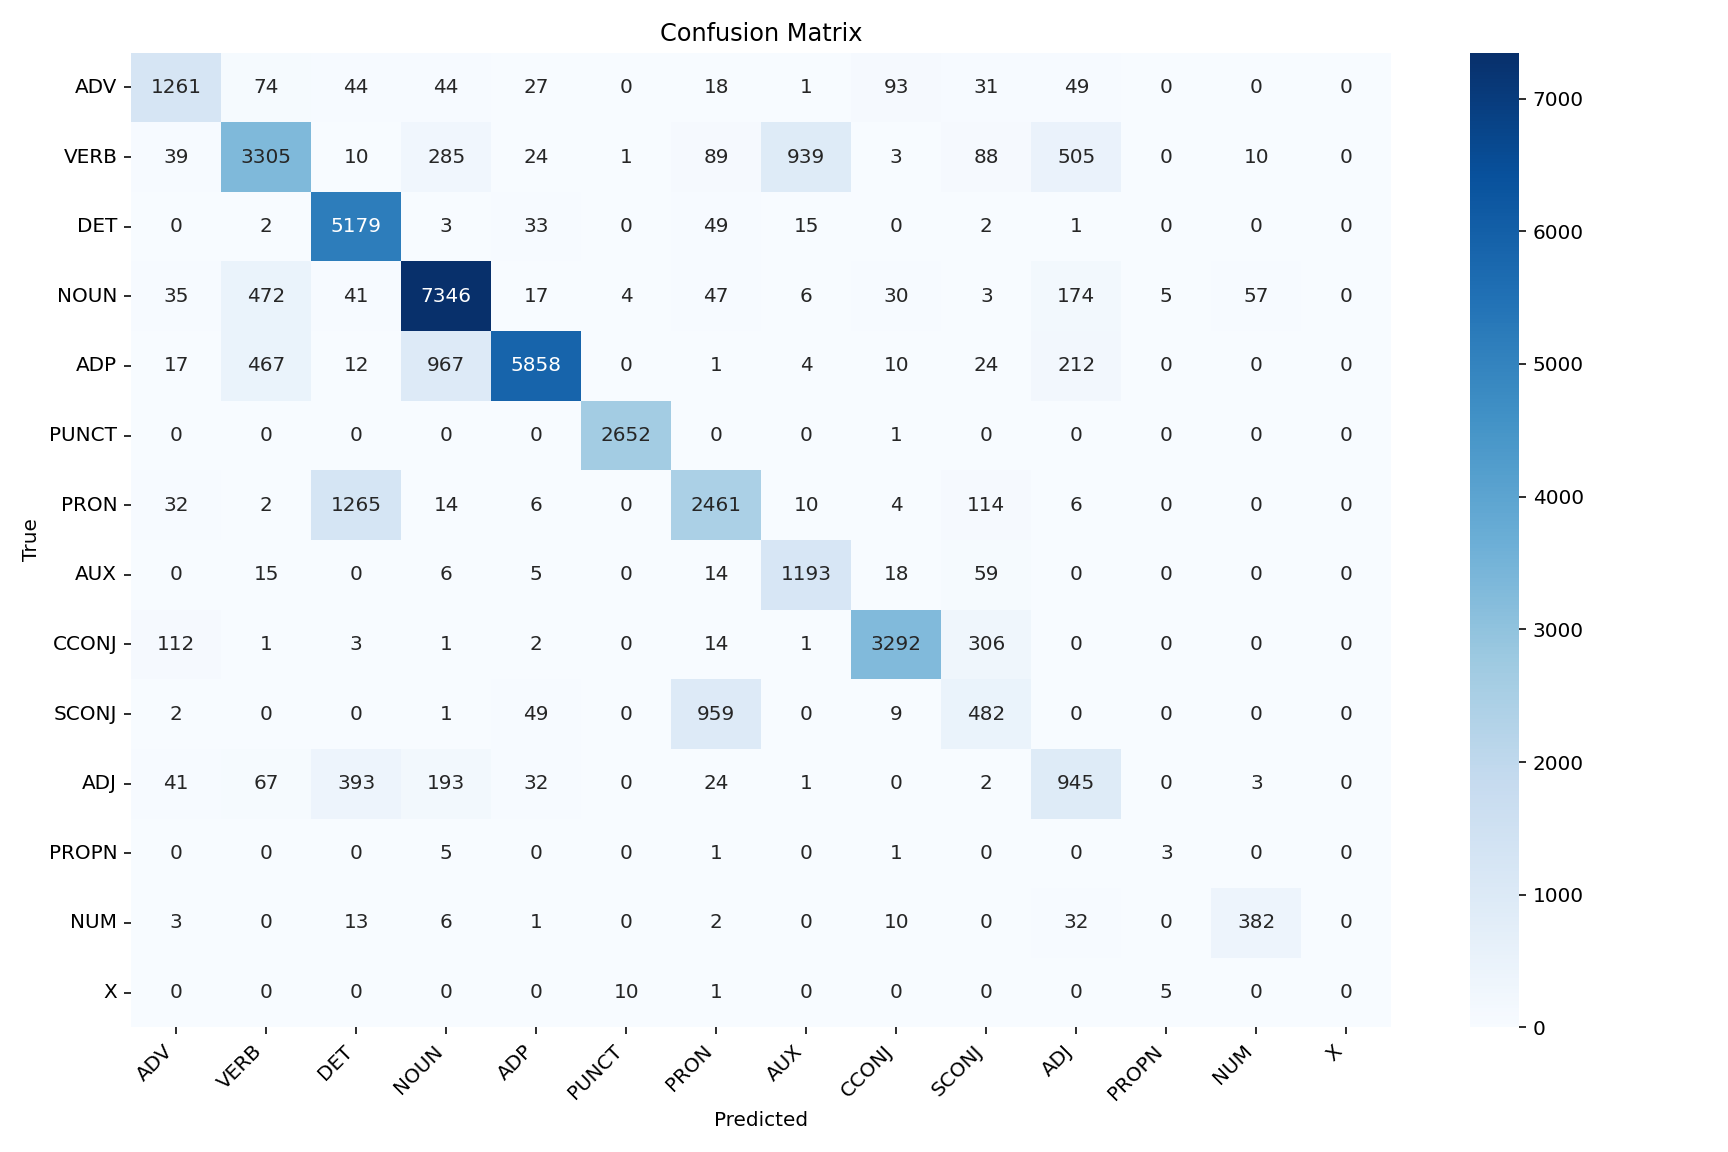 Confusion Matrix
ADV 1261 74 44 44 27 0 18 1 93 31 49 0 0 0
VERB 39 3305 10 285 24 1 89 939 3 88 505 0 10 0
DET 0 2 5179 3 33 0 49 15 0 2 1 0 0 0
NOUN 35 472 41 7346 17 4 47 6 30 3 174 5 57 0
ADP 17 467 12 967 5858 0 1 4 10 24 212 0 0 0
PUNCT 0 0 0 0 0 2652 0 0 1 0 0 0 0 0
PRON 32 2 1265 14 6 0 2461 10 4 114 6 0 0 0
AUX 0 15 0 6 5 0 14 1193 18 59 0 0 0 0
CCONJ 112 1 3 1 2 0 14 1 3292 306 0 0 0 0
SCONJ 2 0 0 1 49 0 959 0 9 482 0 0 0 0
ADJ 41 67 393 193 32 0 24 1 0 2 945 0 3 0
PROPN 0 0 0 5 0 0 1 0 1 0 0 3 0 0
NUM 3 0 13 6 1 0 2 0 10 0 32 0 382 0
X 0 0 0 0 0 10 1 0 0 0 0 5 0 0
ADV VERB DET NOUN ADP PUNCT PRON AUX CCONJ SCONJ ADJ PROPN NUM X
Predicted
True
7000
6000
5000
4000
3000
2000
1000
0